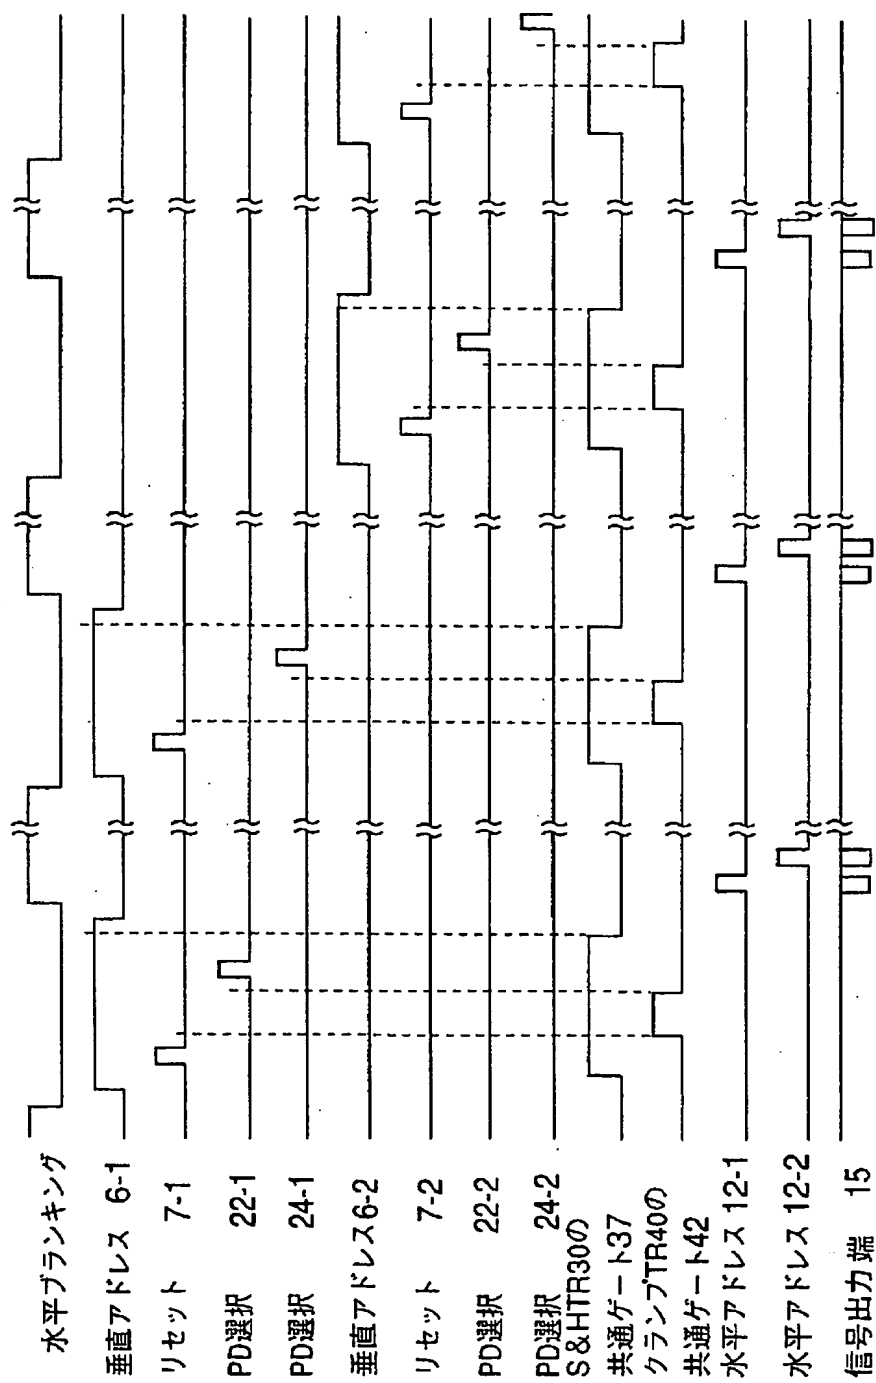 水平ブランキング
垂直アドレス 6-1
リセット 7-1
PD選択 22-1
PD選択 24-1
垂直アドレス6-2
リセット 7-2
PD選択 22-2
PD選択 24-2
S&HTR30の
共通ゲート37
クランプTR40の
共通ゲート42
水平アドレス12-1
水平アドレス12-2
信号出力端 15